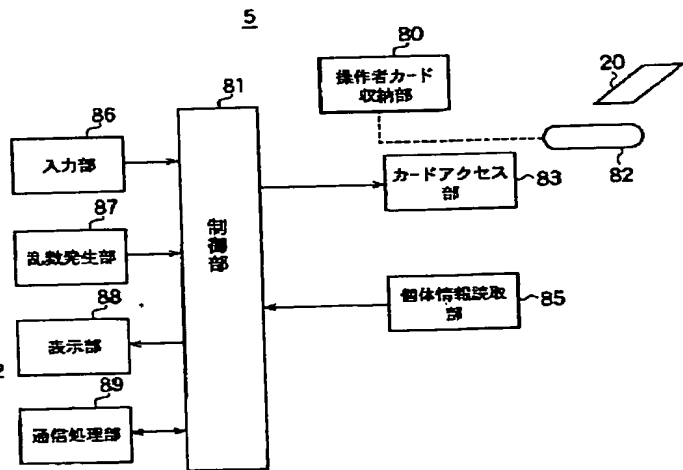 5
80
操作者カード
収納部
20
82
81
制
御
部
86
入力部
カードアクセス
部
83
87
乱数発生部
個体情報読取
部
85
88
表示部
2
89
通信処理部